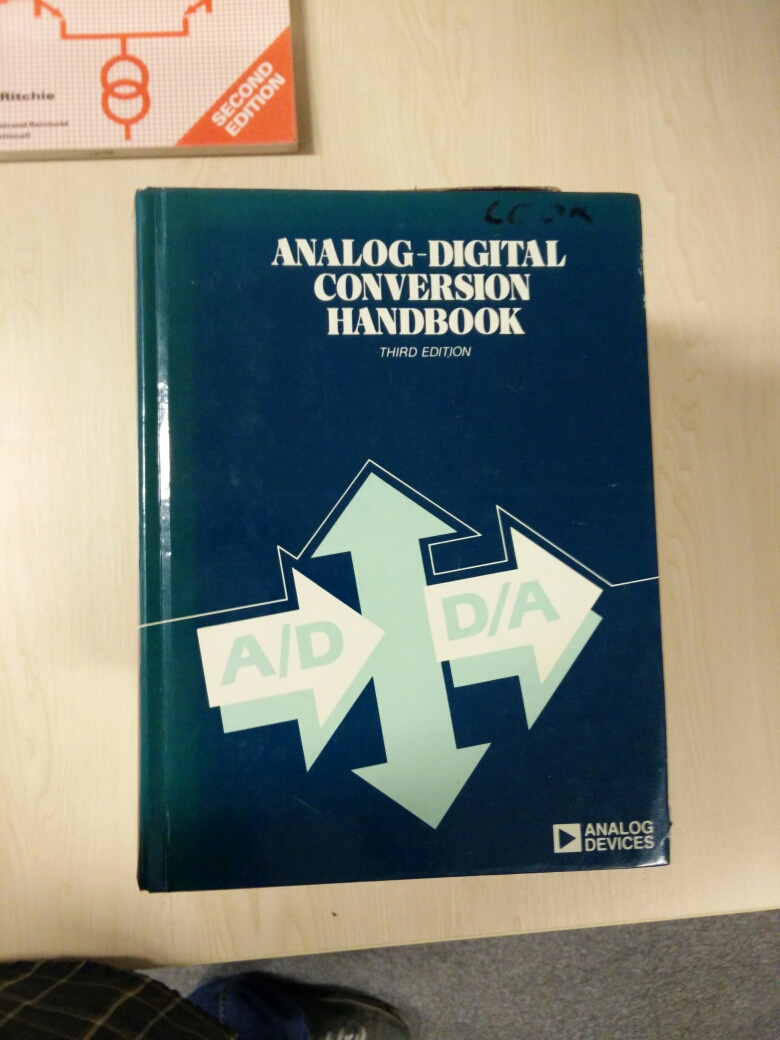 Ritchie
SECOND
EDITION
ANALOG-DIGITAL
CONVERSION
HANDBOOK
THIRD EDITION
A/D
D/A
ANALOG
DEVICES